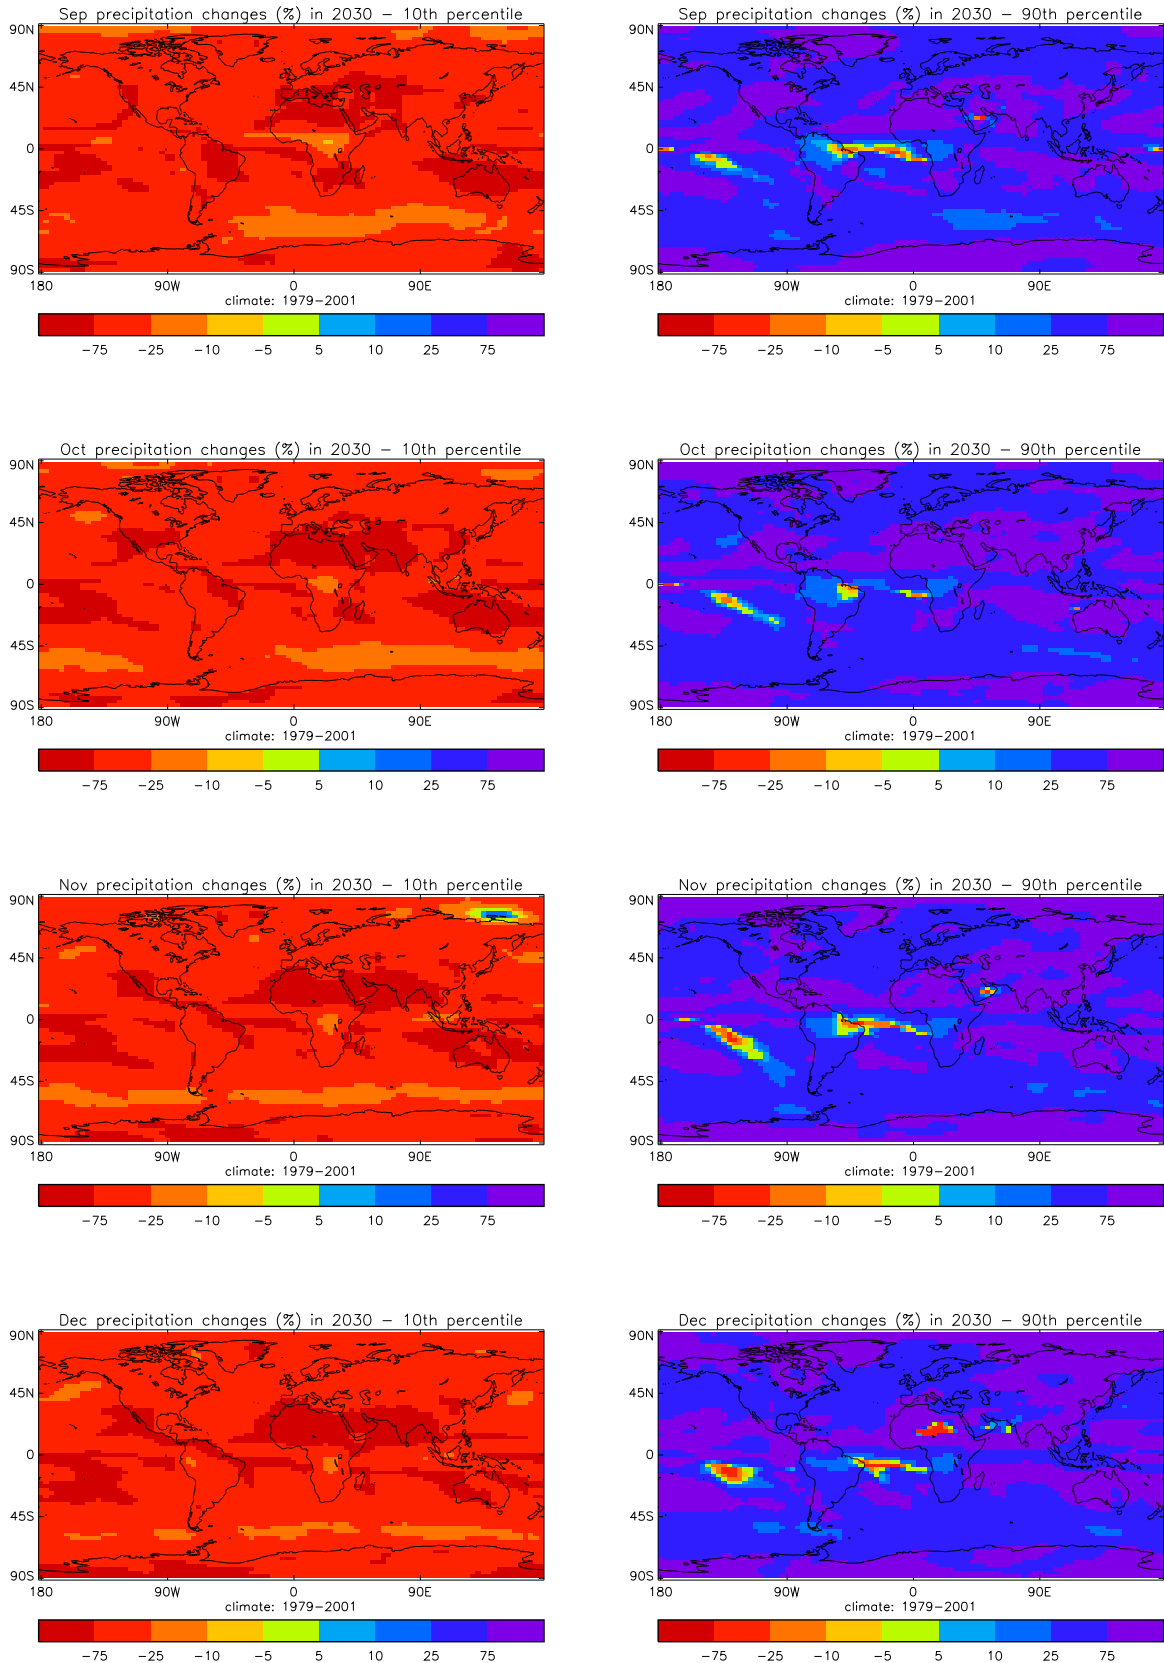 Sep precipitation changes (%) in 2030 − 10th percentile
90N
45N
0
45S
90S
180 90W 0 90E
climate: 1979−2001
−75 −25 −10 −5 5 10 25 75
Sep precipitation changes (%) in 2030 − 90th percentile
90N
45N
0
45S
90S
180 90W 0 90E
climate: 1979−2001
−75 −25 −10 −5 5 10 25 75
Oct precipitation changes (%) in 2030 − 10th percentile
90N
45N
0
45S
90S
180 90W 0 90E
climate: 1979−2001
−75 −25 −10 −5 5 10 25 75
Oct precipitation changes (%) in 2030 − 90th percentile
90N
45N
0
45S
90S
180 90W 0 90E
climate: 1979−2001
−75 −25 −10 −5 5 10 25 75
Nov precipitation changes (%) in 2030 − 10th percentile
90N
45N
0
45S
90S
180 90W 0 90E
climate: 1979−2001
−75 −25 −10 −5 5 10 25 75
Nov precipitation changes (%) in 2030 − 90th percentile
90N
45N
0
45S
90S
180 90W 0 90E
climate: 1979−2001
−75 −25 −10 −5 5 10 25 75
Dec precipitation changes (%) in 2030 − 10th percentile
90N
45N
0
45S
90S
180 90W 0 90E
climate: 1979−2001
−75 −25 −10 −5 5 10 25 75
Dec precipitation changes (%) in 2030 − 90th percentile
90N
45N
0
45S
90S
180 90W 0 90E
climate: 1979−2001
−75 −25 −10 −5 5 10 25 75